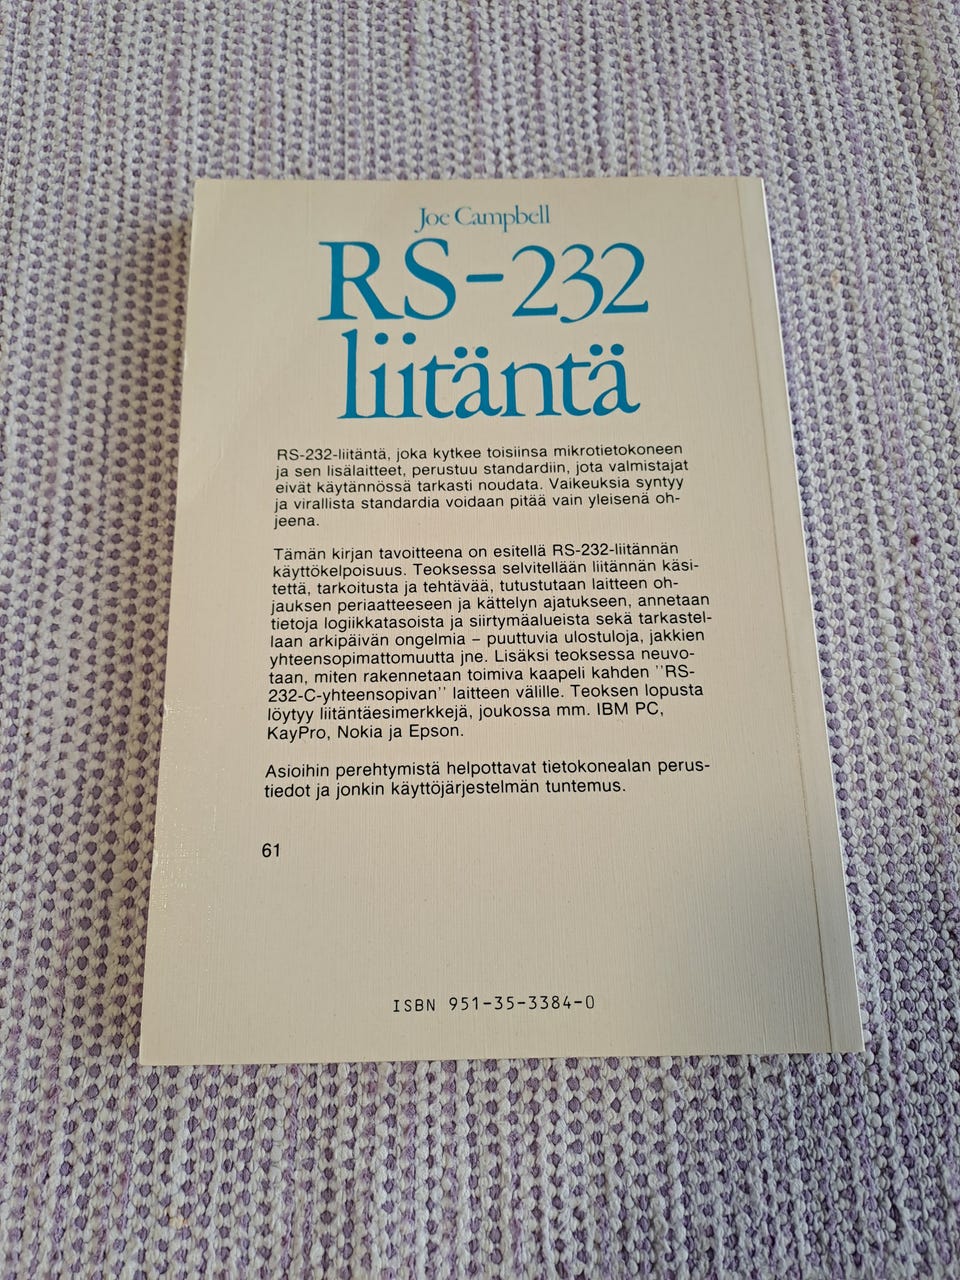 Joe Campbell
RS-232
liitäntä
RS-232-liitäntä, joka kytkee toisiinsa mikrotietokoneen
ja sen lisälaitteet, perustuu standardiin, jota valmistajat
eivät käytännössä tarkasti noudata. Vaikeuksia syntyy
ja virallista standardia voidaan pitää vain yleisenä oh-
jeena.
Tämän kirjan tavoitteena on esitellä RS-232-liitännän
käyttökelpoisuus. Teoksessa selvitellään liitännän käsi-
tettä, tarkoitusta ja tehtävää, tutustutaan laitteen oh-
jauksen periaatteeseen ja kättelyn ajatukseen, annetaan
tietoja logiikkatasoista ja siirtymäalueista sekä tarkastel-
laan arkipäivän ongelmia – puuttuvia ulostuloja, jakkien
yhteensopimattomuutta jne. Lisäksi teoksessa neuvo-
taan, miten rakennetaan toimiva kaapeli kahden ''RS-
232-C-yhteensopivan'' laitteen välille. Teoksen lopusta
löytyy liitäntäesimerkkejä, joukossa mm. IBM PC,
KayPro, Nokia ja Epson.
Asioihin perehtymistä helpottavat tietokonealan perus-
tiedot ja jonkin käyttöjärjestelmän tuntemus.
61
ISBN 951-35-3384-0